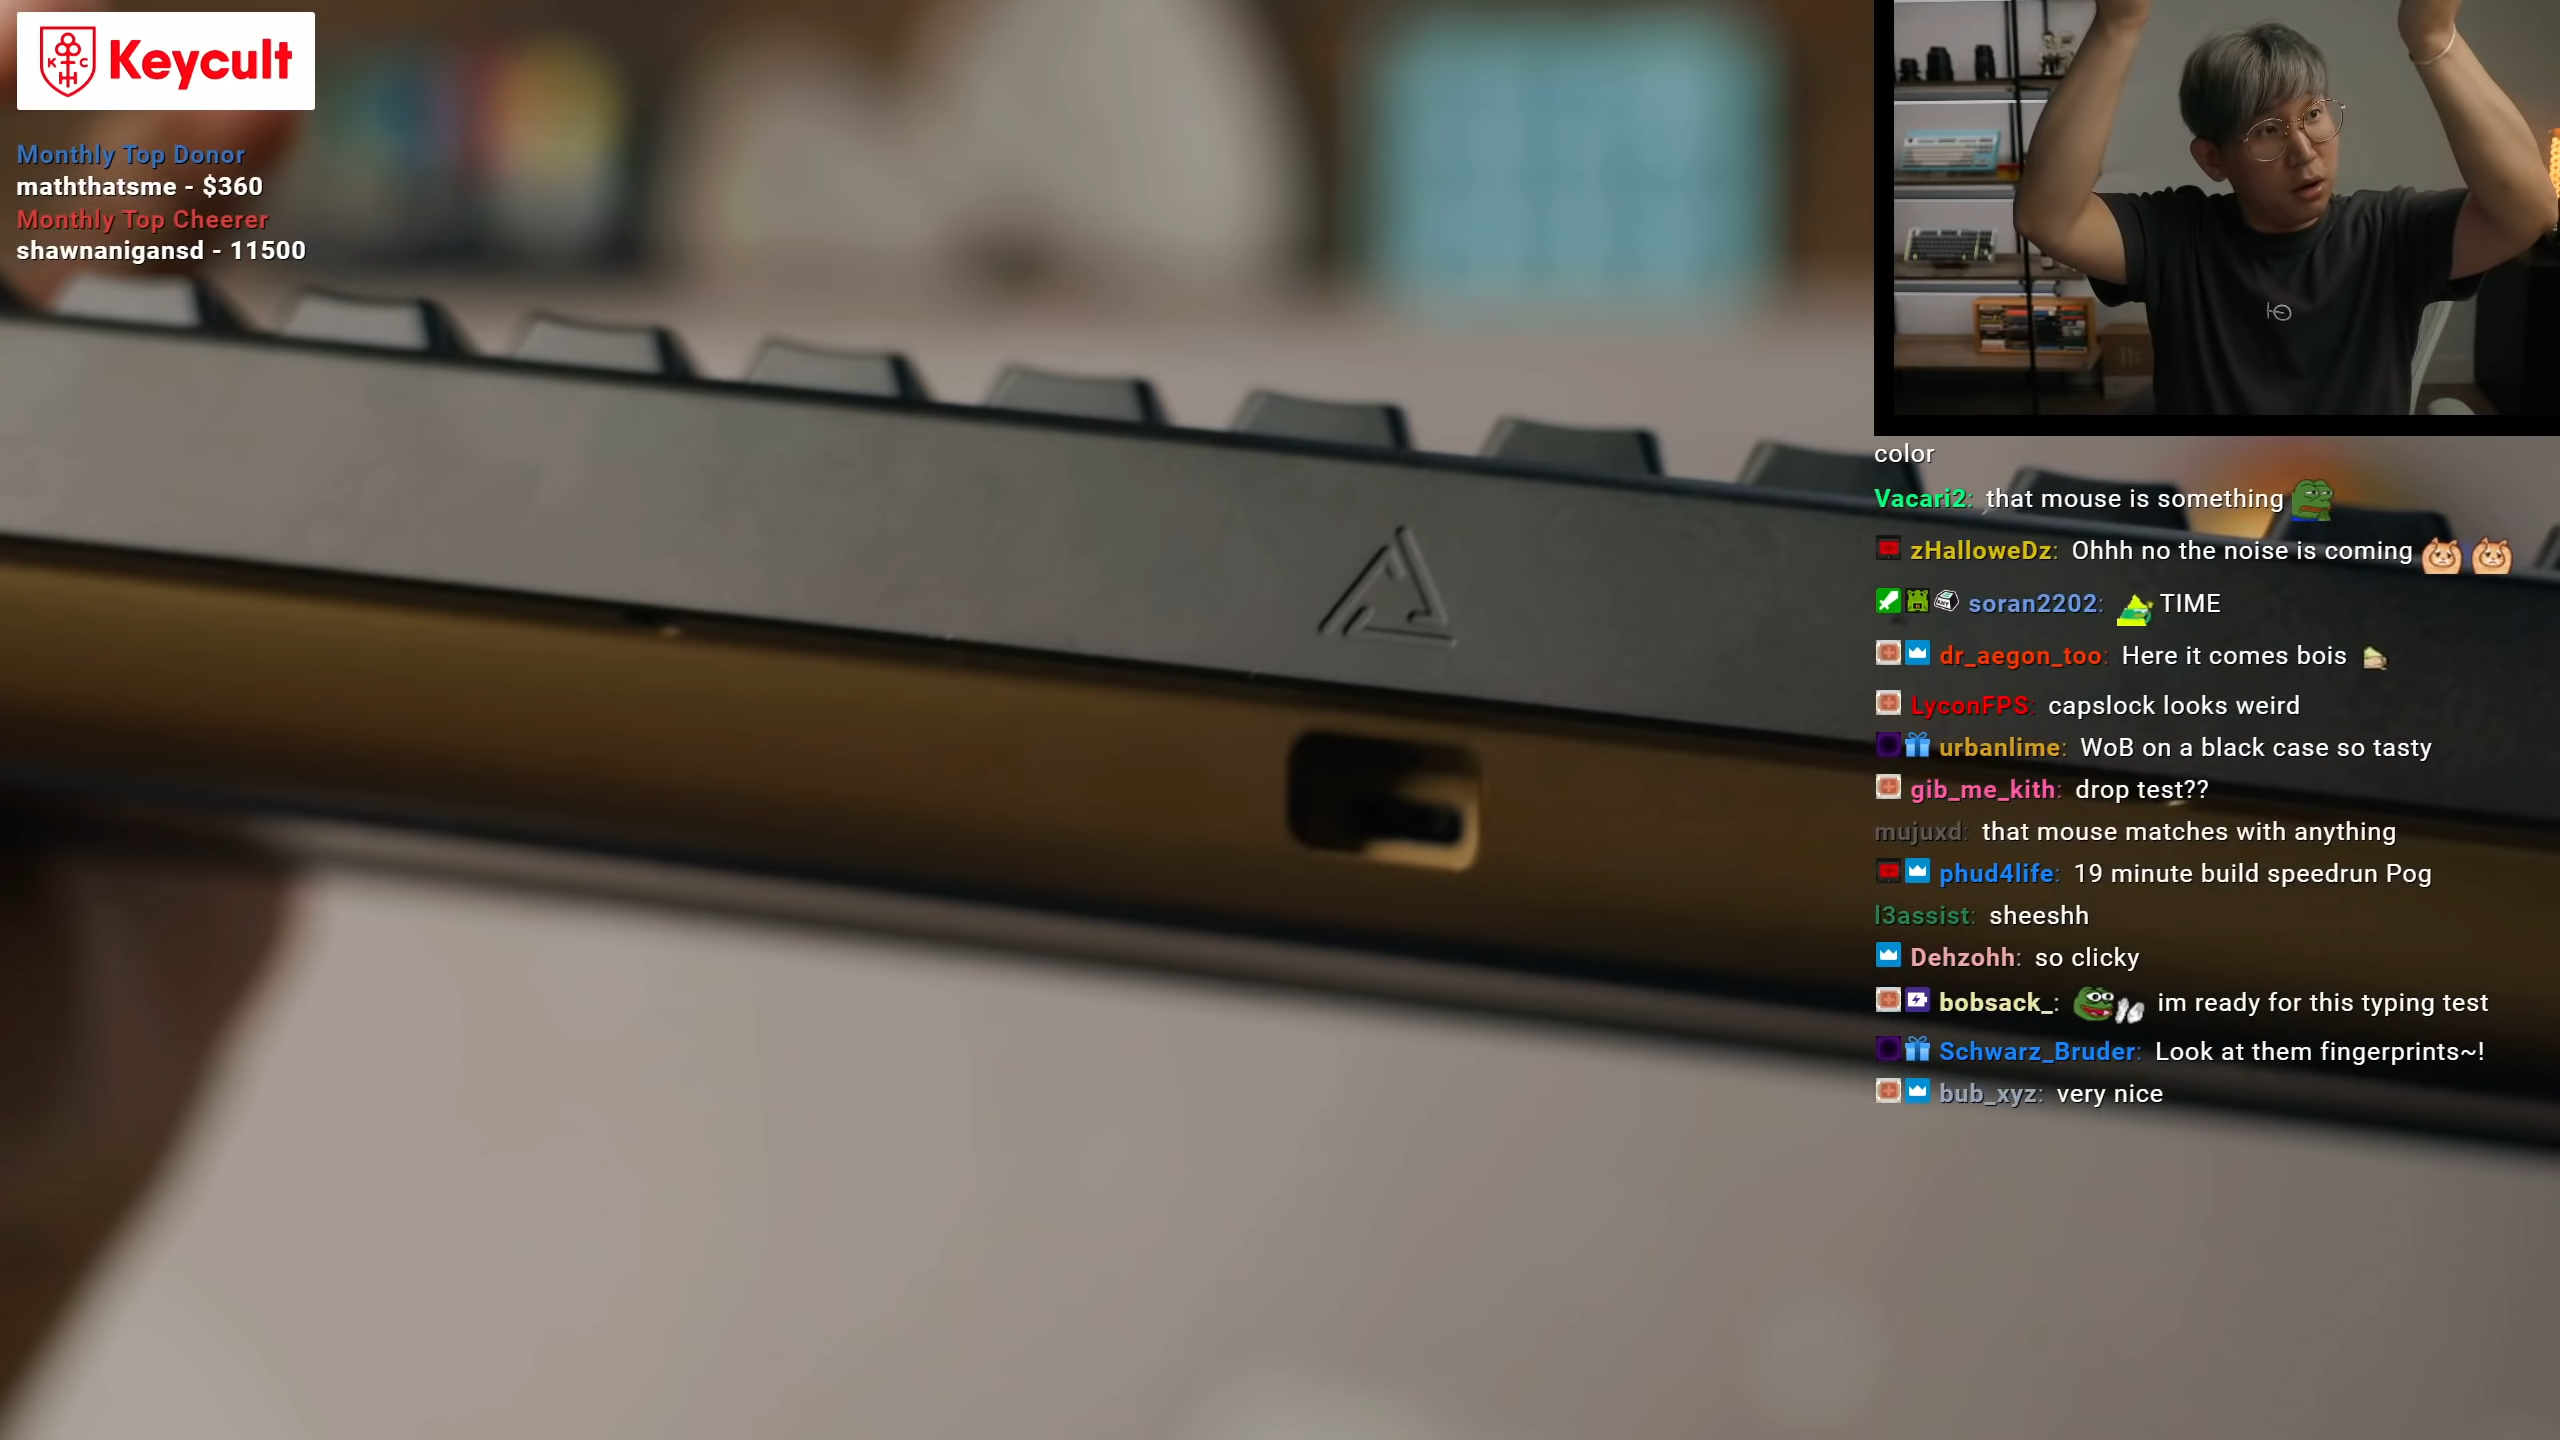 K C
Keycult
Monthly Top Donor
maththatsme - $360
Monthly Top Cheerer
shawnanigansd - 11500
color
Vacari2: that mouse is something
zHalloweDz: Ohhh no the noise is coming
soran2202: TIME
dr_aegon_too: Here it comes bois
LyconFPS: capslock looks weird
urbanlime: WoB on a black case so tasty
gib_me_kith: drop test??
mujuxd: that mouse matches with anything
phud4life: 19 minute build speedrun Pog
l3assist: sheeshh
Dehzohh: so clicky
bobsack_: im ready for this typing test
Schwarz_Bruder: Look at them fingerprints~!
bub_xyz: very nice